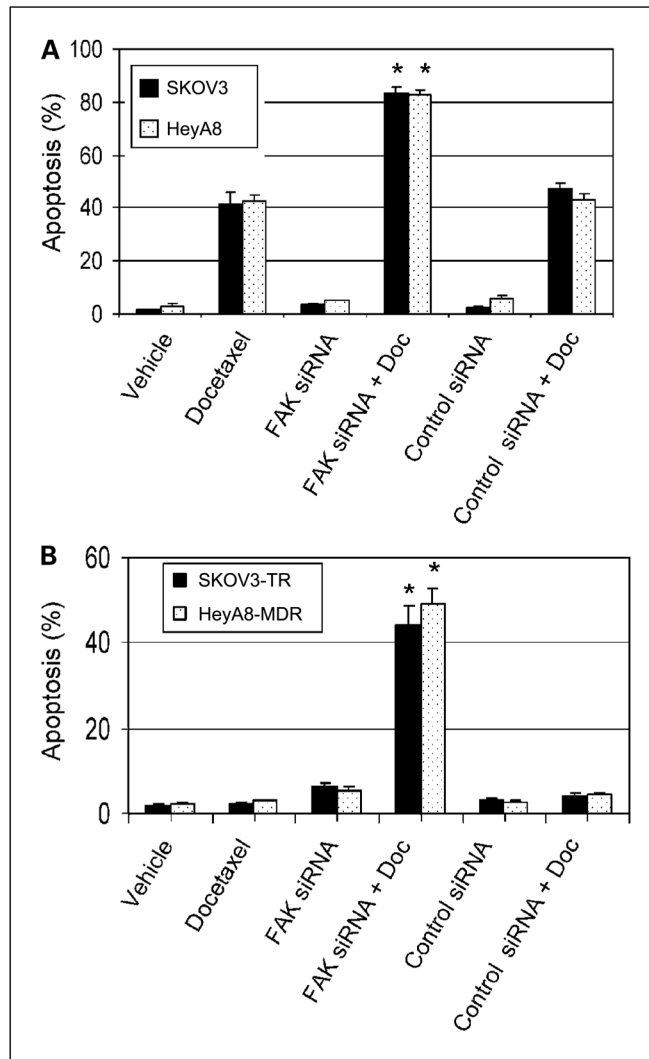 A
100
80
60
40
20
0
Apoptosis (%)
SKOV3
HeyA8
* *
Vehicle
Docetaxel
FAK siRNA
FAK siRNA + Doc
Control siRNA
Control siRNA + Doc
B
60
40
20
0
Apoptosis (%)
SKOV3-TR
HeyA8-MDR
* *
Vehicle
Docetaxel
FAK siRNA
FAK siRNA + Doc
Control siRNA
Control siRNA + Doc